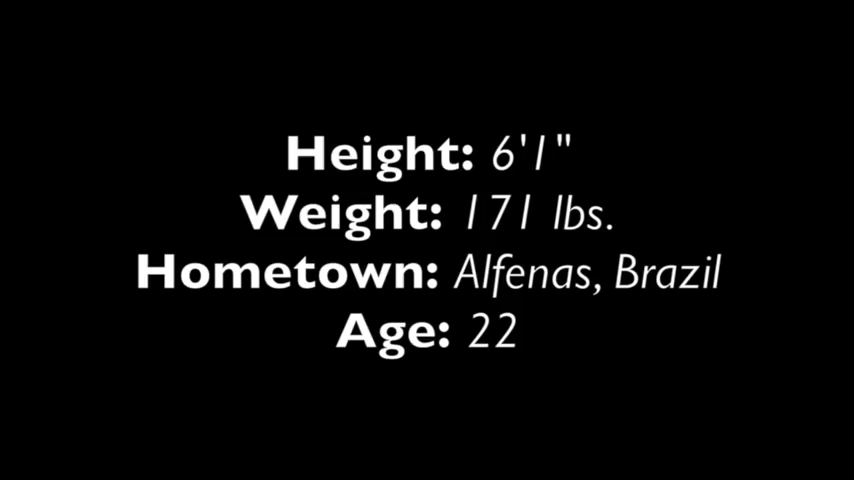 Height: 6'1"
Weight: 171 lbs.
Hometown: Alfenas, Brazil
Age: 22